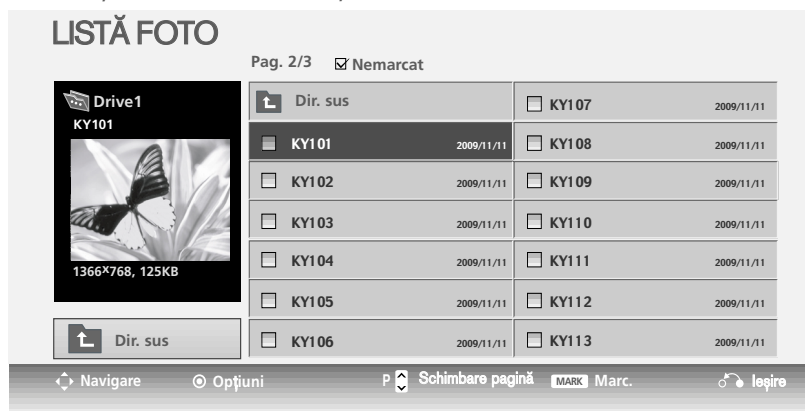 LISTĂ FOTO
Pag. 2/3 Nemarcat
Drive1
KY101
1366x768, 125KB
Dir. sus
Dir. sus
KY101 2009/11/11
KY102 2009/11/11
KY103 2009/11/11
KY104 2009/11/11
KY105 2009/11/11
KY106 2009/11/11
KY107 2009/11/11
KY108 2009/11/11
KY109 2009/11/11
KY110 2009/11/11
KY111 2009/11/11
KY112 2009/11/11
KY113 2009/11/11
Navigare Opţiuni P Schimbare pagină MARK Marc. Ieşire